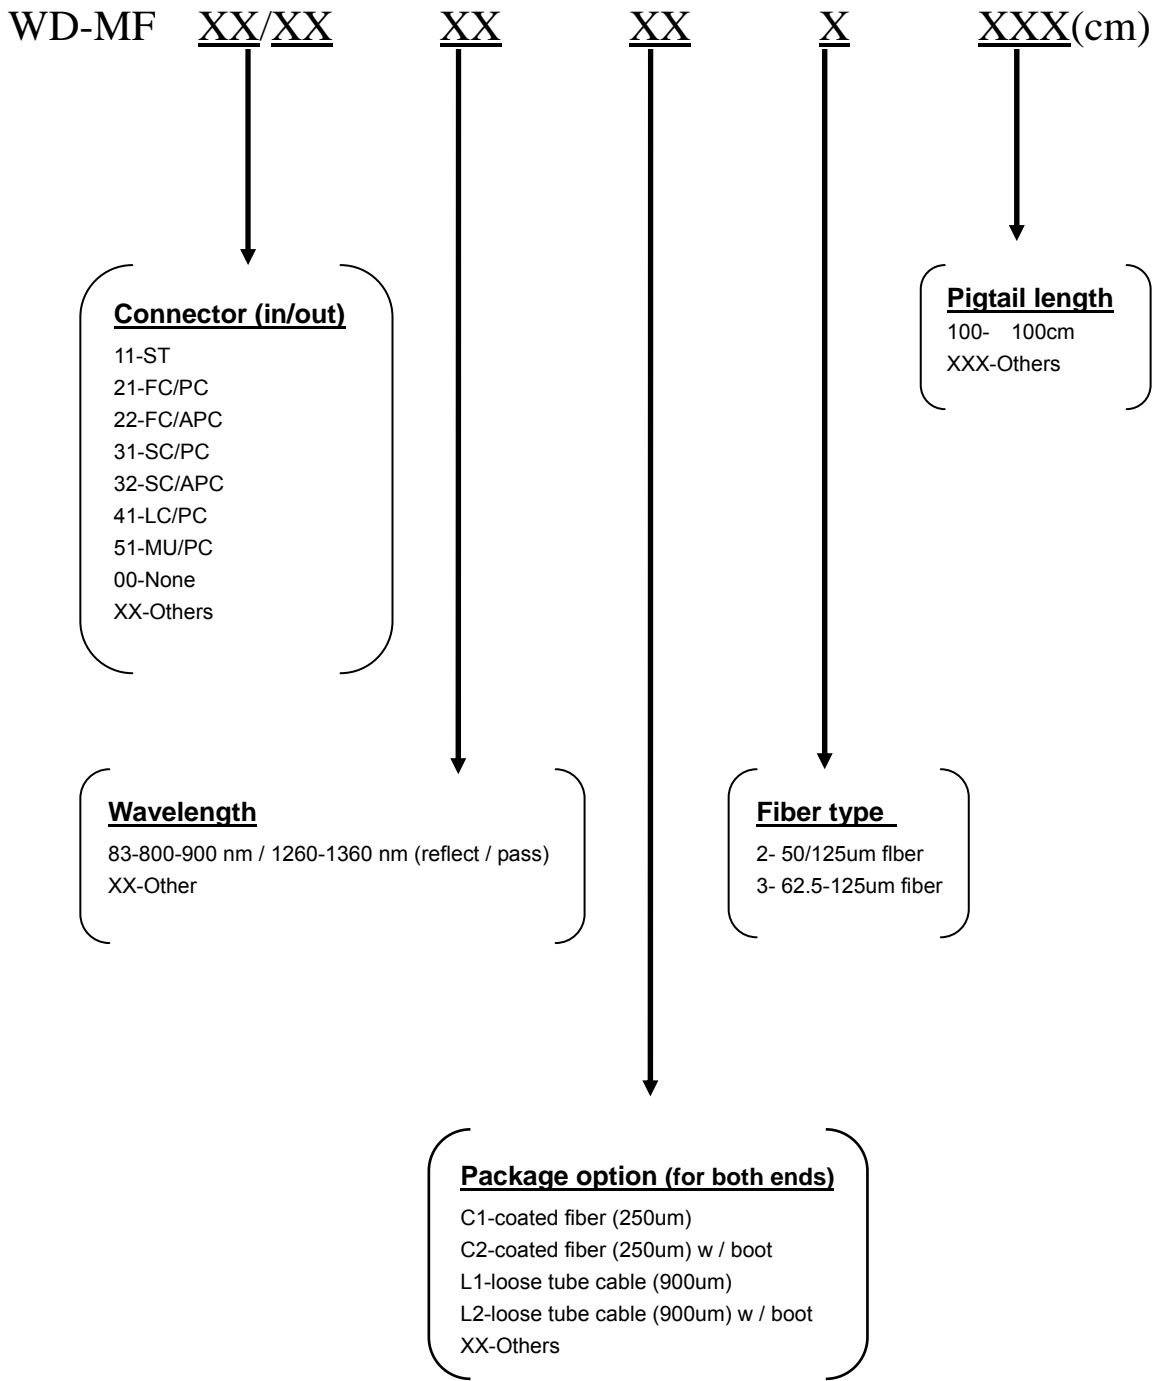 WD-MF XX/XX XX XX X XXX(cm)
Connector (in/out)
11-ST
21-FC/PC
22-FC/APC
31-SC/PC
32-SC/APC
41-LC/PC
51-MU/PC
00-None
XX-Others
Pigtail length
100- 100cm
XXX-Others
Wavelength
83-800-900 nm / 1260-1360 nm (reflect / pass)
XX-Other
Fiber type
2- 50/125um flber
3- 62.5-125um fiber
Package option (for both ends)
C1-coated fiber (250um)
C2-coated fiber (250um) w / boot
L1-loose tube cable (900um)
L2-loose tube cable (900um) w / boot
XX-Others